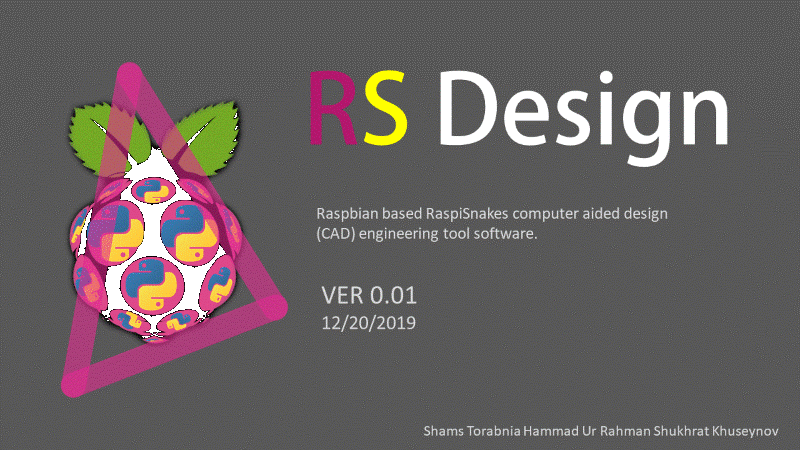 RS Design
Raspbian based RaspiSnakes computer aided design
(CAD) engineering tool software.
VER 0.01
12/20/2019
Shams Torabnia Hammad Ur Rahman Shukhrat Khuseynov